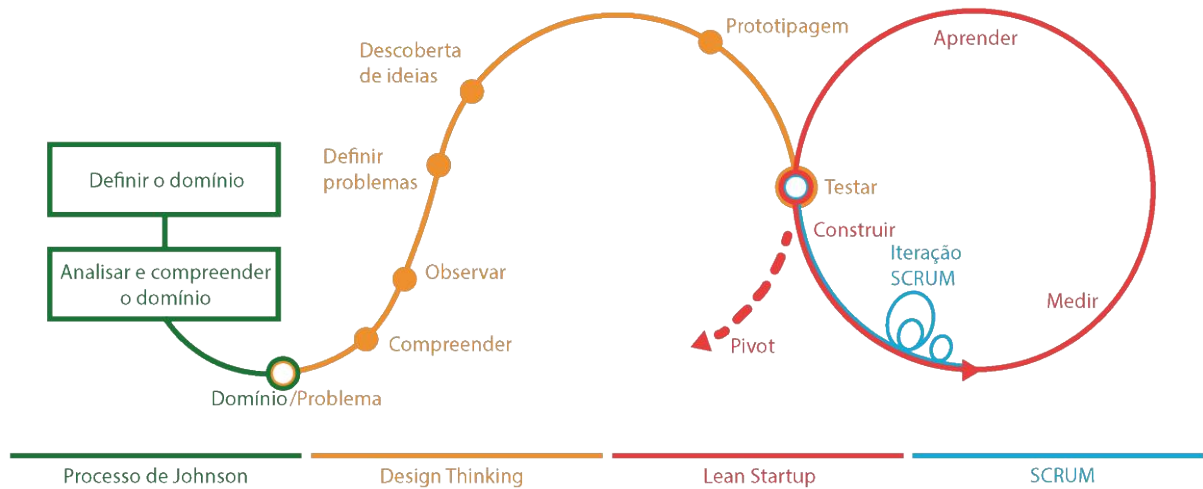 Definir o domínio
Analisar e compreender
o domínio
Domínio/Problema
Compreender
Observar
Definir
problemas
Descoberta
de ideias
Prototipagem
Testar
Construir
Iteração
SCRUM
Pivot
Medir
Aprender
Processo de Johnson
Design Thinking
Lean Startup
SCRUM